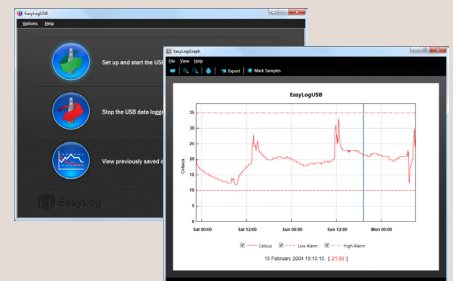 EasyLogUSB
Options Help
Set up and start the USB
Stop the USB data logg
View previously saved d
EasyLog
EasyLogGraph
File View Help
Export Mark Samples
EasyLogUSB
35
30
25
20
15
10
5
0
Celsius
Sat 00:00 Sat 12:00 Sun 00:00 Sun 12:00 Mon 00:00
Celsius Low Alarm High Alarm
10 February 2004 19:10:15 [ 21.50 ]